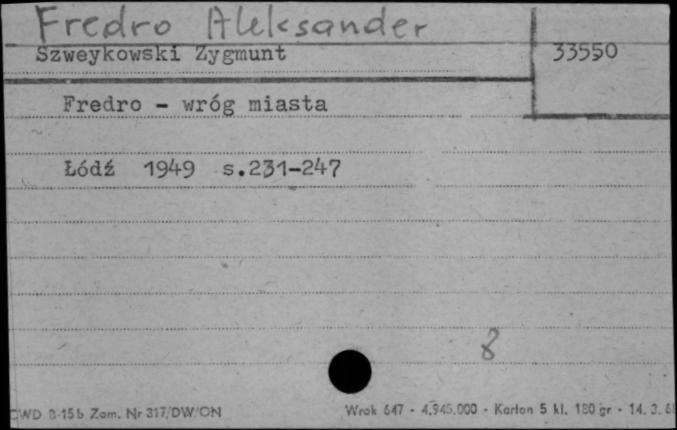 Fredro Aleksander
Szweykowski Zygmunt 33550
Fredro - wróg miasta
Łódź 1949 s.231-247
8
CWD B-15b Zam. Nr 317/DW/ON Wrok 647 - 4.945.000 - Karton 5 kl. 180 gr - 14. 3.